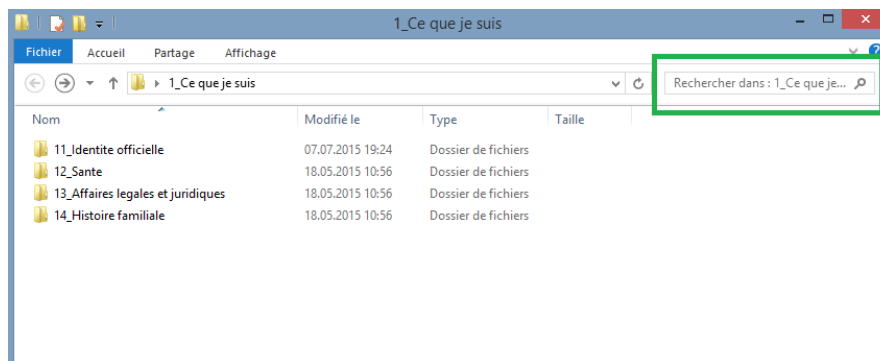 1_Ce que je suis
Fichier Accueil Partage Affichage ?
1_Ce que je suis Rechercher dans : 1_Ce que je...
Nom Modifié le Type Taille
11_Identite officielle 07.07.2015 19:24 Dossier de fichiers
12_Sante 18.05.2015 10:56 Dossier de fichiers
13_Affaires legales et juridiques 18.05.2015 10:56 Dossier de fichiers
14_Histoire familiale 18.05.2015 10:56 Dossier de fichiers